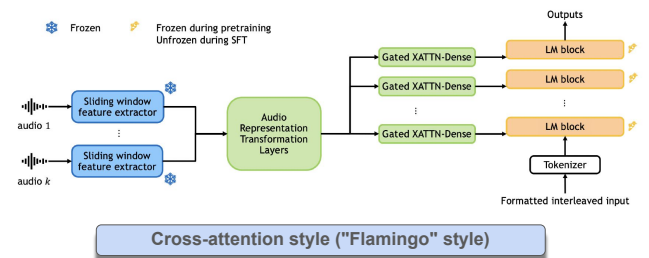 Outputs
Frozen
Frozen during pretraining
Unfrozen during SFT
Gated XATTN-Dense
LM block
Gated XATTN-Dense
LM block
Sliding window
feature extractor
audio 1
⋮
Audio
Representation
Transformation
Layers
⋮
⋮
Gated XATTN-Dense
LM block
Sliding window
feature extractor
audio k
Tokenizer
Formatted interleaved input
Cross-attention style ("Flamingo" style)